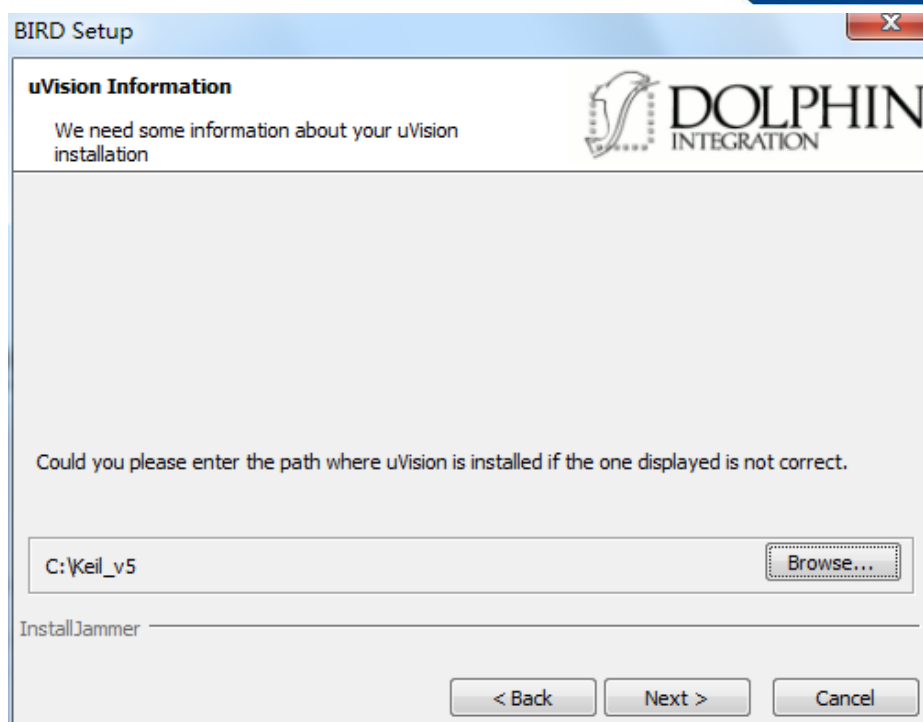 BIRD Setup
uVision Information
We need some information about your uVision
installation
DOLPHIN
INTEGRATION
Could you please enter the path where uVision is installed if the one displayed is not correct.
C:\Keil_v5
Browse...
InstallJammer
< Back
Next >
Cancel